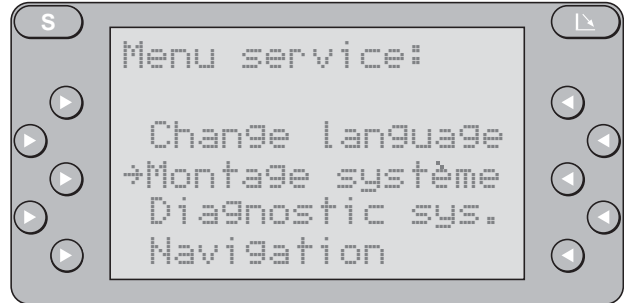 S
Menu service:
Change language
→Montage système
Diagnostic sys.
Navigation